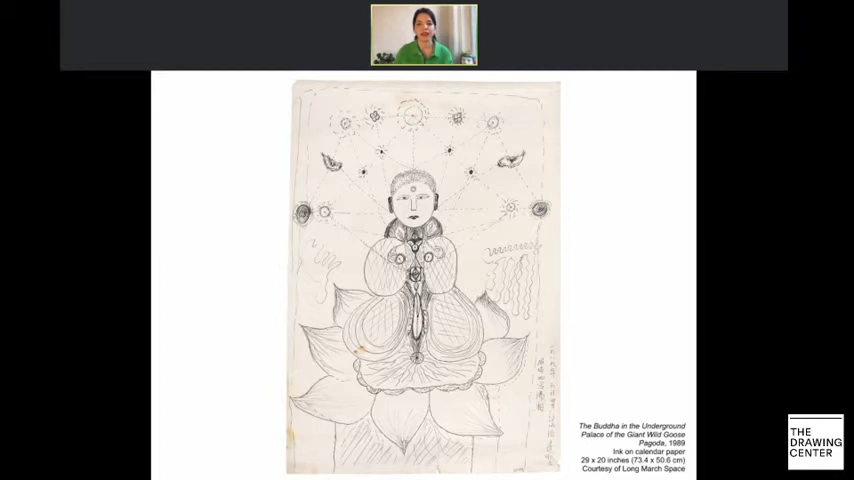 The Buddha in the Underground
Palace of the Giant Wild Goose
Pagoda, 1989
Ink on calendar paper
29 x 20 inches (73.4 x 50.6 cm)
Courtesy of Long March Space
THE
DRAWING
CENTER